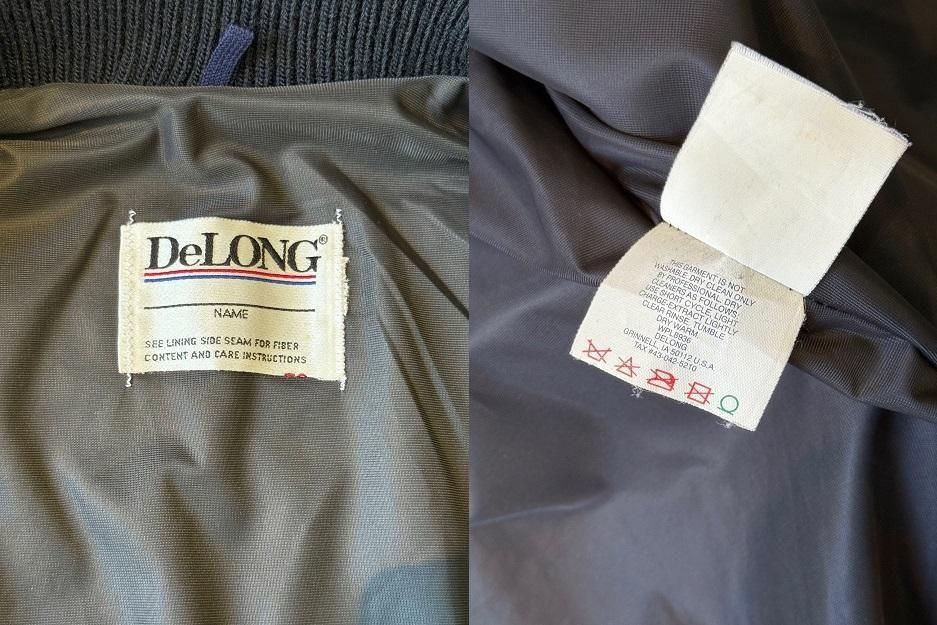 DeLONG®
NAME
SEE LINING SIDE SEAM FOR FIBER
CONTENT AND CARE INSTRUCTIONS
THIS GARMENT IS NOT
WASHABLE. DRY CLEAN ONLY
BY PROFESSIONAL DRY
CLEANERS AS FOLLOWS:
USE SHORT CYCLE, LIGHT
CHARGE-EXTRACT LIGHTLY
CLEAR RINSE, TUMBLE
DRY WARM.
WPLB936
DELONG
GRINNELL, IA 50112 U.S.A
TAX #43-042-5210